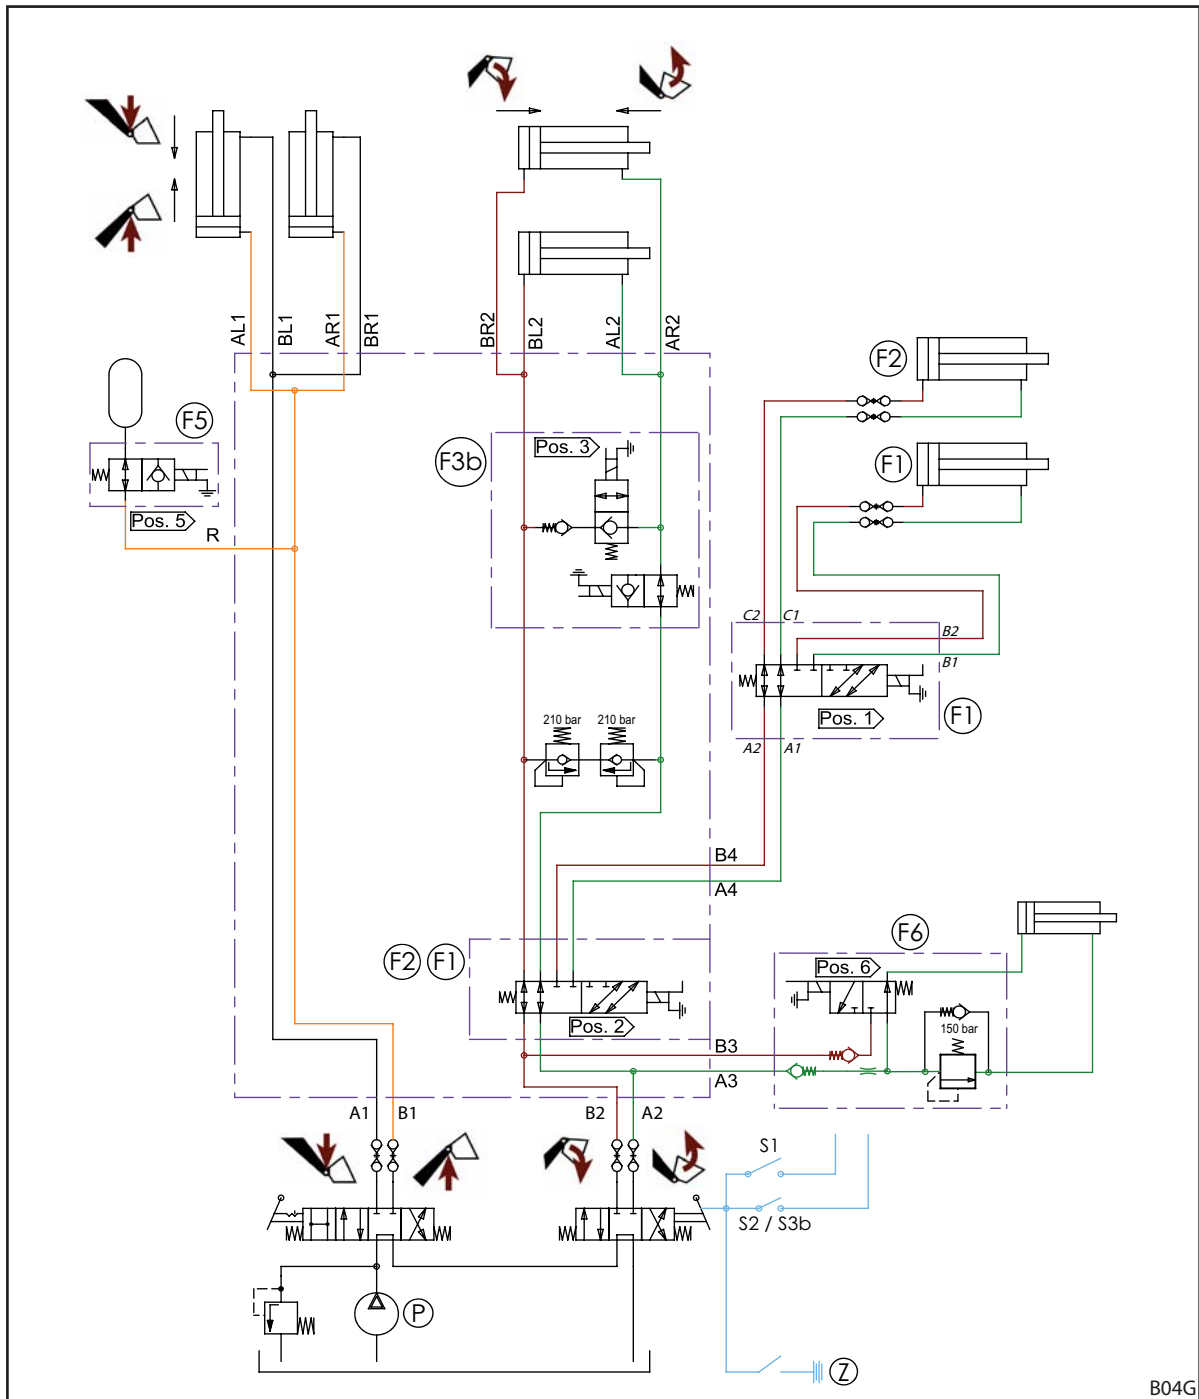 AL1
BL1
AR1
BR1
BR2
BL2
AL2
AR2
F2
F5
Pos. 3
F3b
F1
Pos. 5
R
C2
C1
B2
B1
Pos. 1
F1
210 bar
210 bar
A2
A1
B4
A4
F2
F1
F6
Pos. 6
Pos. 2
150 bar
B3
A3
A1
B1
B2
A2
S1
S2 / S3b
P
Z
B04G